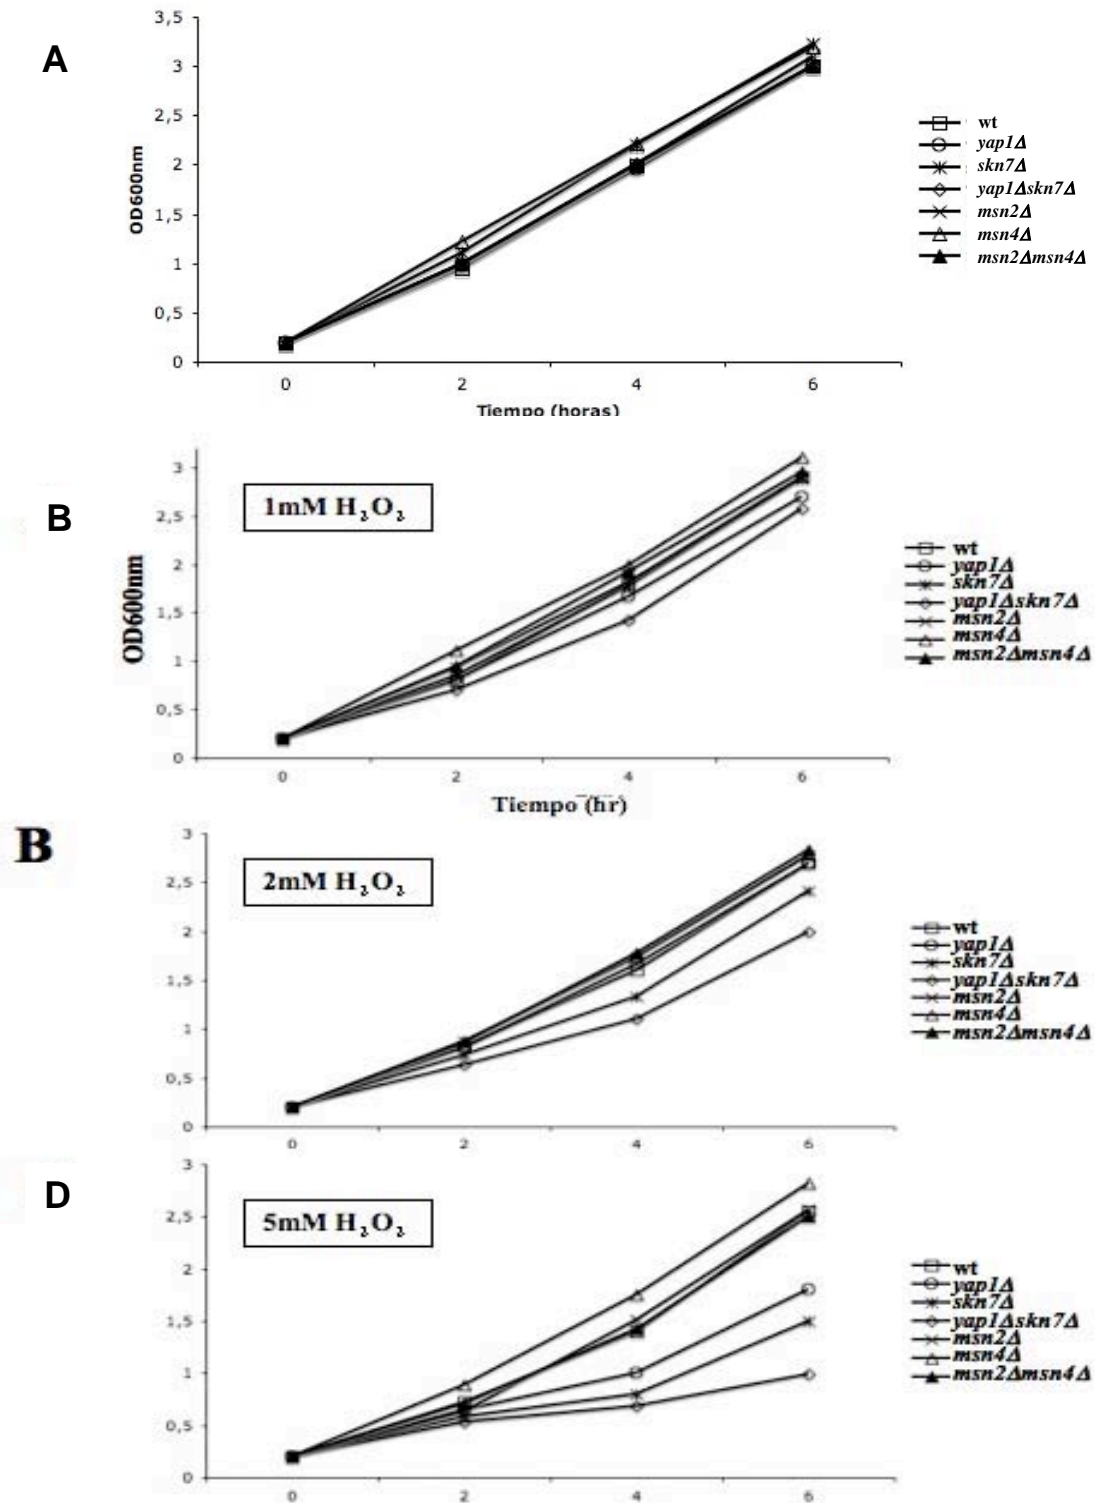 A
3,5
3
2,5
2
1,5
1
0,5
0
OD600nm
0 2 4 6
Tiempo (horas)
wt
yap1Δ
skn7Δ
yap1Δskn7Δ
msn2Δ
msn4Δ
msn2Δmsn4Δ
B
1mM H2O2
3
2,5
2
1,5
1
0,5
0
OD600nm
0 2 4 6
Tiempo (hr)
wt
yap1Δ
skn7Δ
yap1Δskn7Δ
msn2Δ
msn4Δ
msn2Δmsn4Δ
B
2mM H2O2
3
2,5
2
1,5
1
0,5
0
0 2 4 6
wt
yap1Δ
skn7Δ
yap1Δskn7Δ
msn2Δ
msn4Δ
msn2Δmsn4Δ
D
5mM H2O2
3
2,5
2
1,5
1
0,5
0
0 2 4 6
wt
yap1Δ
skn7Δ
yap1Δskn7Δ
msn2Δ
msn4Δ
msn2Δmsn4Δ